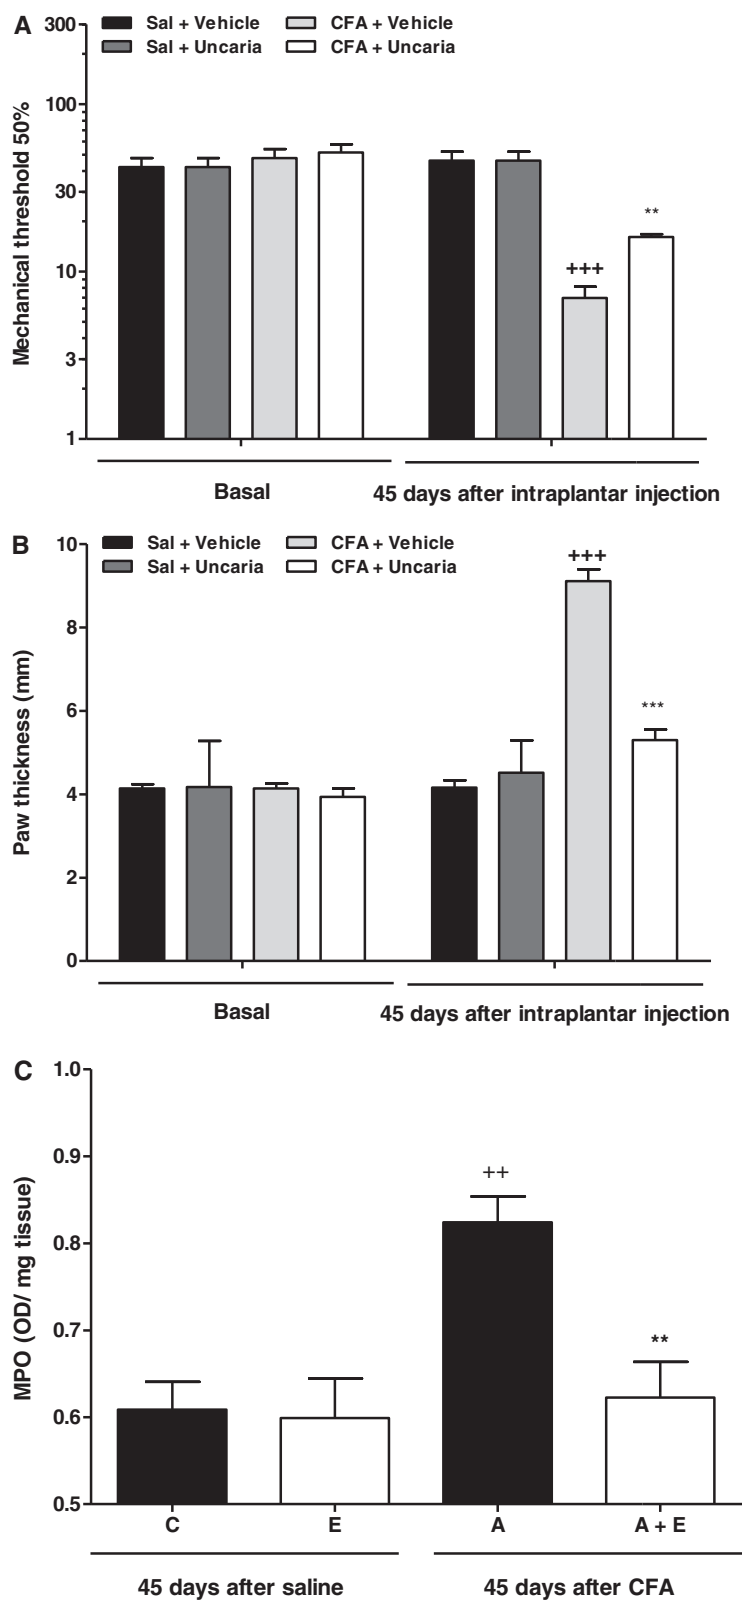 A
Sal + Vehicle CFA + Vehicle
Sal + Uncaria CFA + Uncaria
Mechanical threshold 50%
300
100
30
10
3
1
+++
**
Basal
45 days after intraplantar injection
B
Sal + Vehicle CFA + Vehicle
Sal + Uncaria CFA + Uncaria
Paw thickness (mm)
10
8
6
4
2
0
+++
***
Basal
45 days after intraplantar injection
C
MPO (OD/ mg tissue)
1.0
0.9
0.8
0.7
0.6
0.5
++
**
C E A A + E
45 days after saline 45 days after CFA